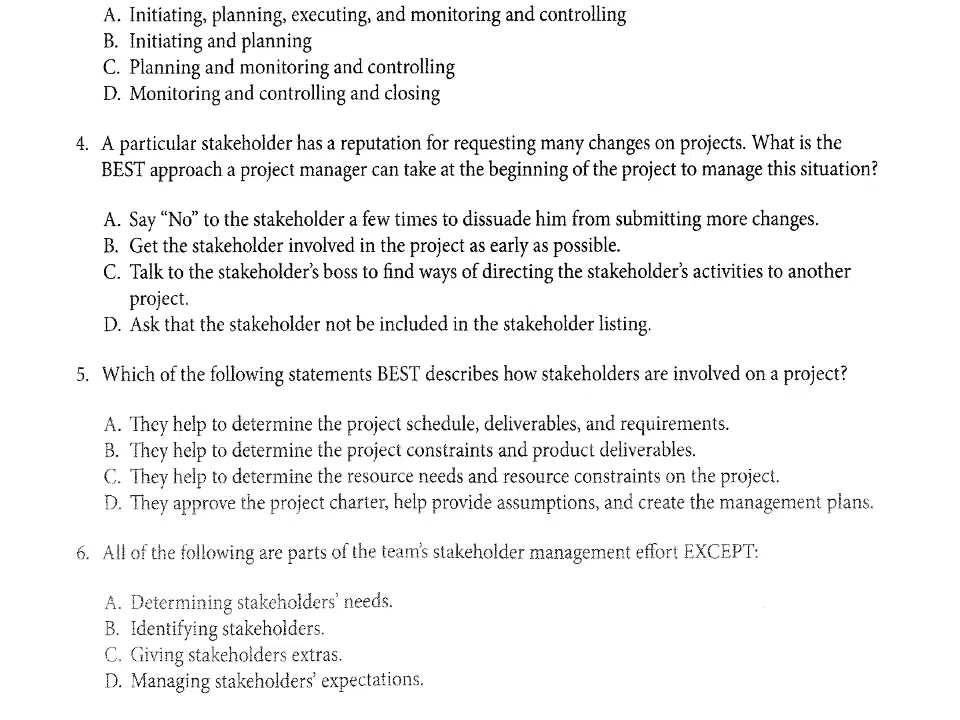 A. Initiating, planning, executing, and monitoring and controlling
B. Initiating and planning
C. Planning and monitoring and controlling
D. Monitoring and controlling and closing
4. A particular stakeholder has a reputation for requesting many changes on projects. What is the
BEST approach a project manager can take at the beginning of the project to manage this situation?
A. Say “No” to the stakeholder a few times to dissuade him from submitting more changes.
B. Get the stakeholder involved in the project as early as possible.
C. Talk to the stakeholder’s boss to find ways of directing the stakeholder’s activities to another
project.
D. Ask that the stakeholder not be included in the stakeholder listing.
5. Which of the following statements BEST describes how stakeholders are involved on a project?
A. They help to determine the project schedule, deliverables, and requirements.
B. They help to determine the project constraints and product deliverables.
C. They help to determine the resource needs and resource constraints on the project.
D. They approve the project charter, help provide assumptions, and create the management plans.
6. All of the following are parts of the team’s stakeholder management effort EXCEPT:
A. Determining stakeholders’ needs.
B. Identifying stakeholders.
C. Giving stakeholders extras.
D. Managing stakeholders’ expectations.